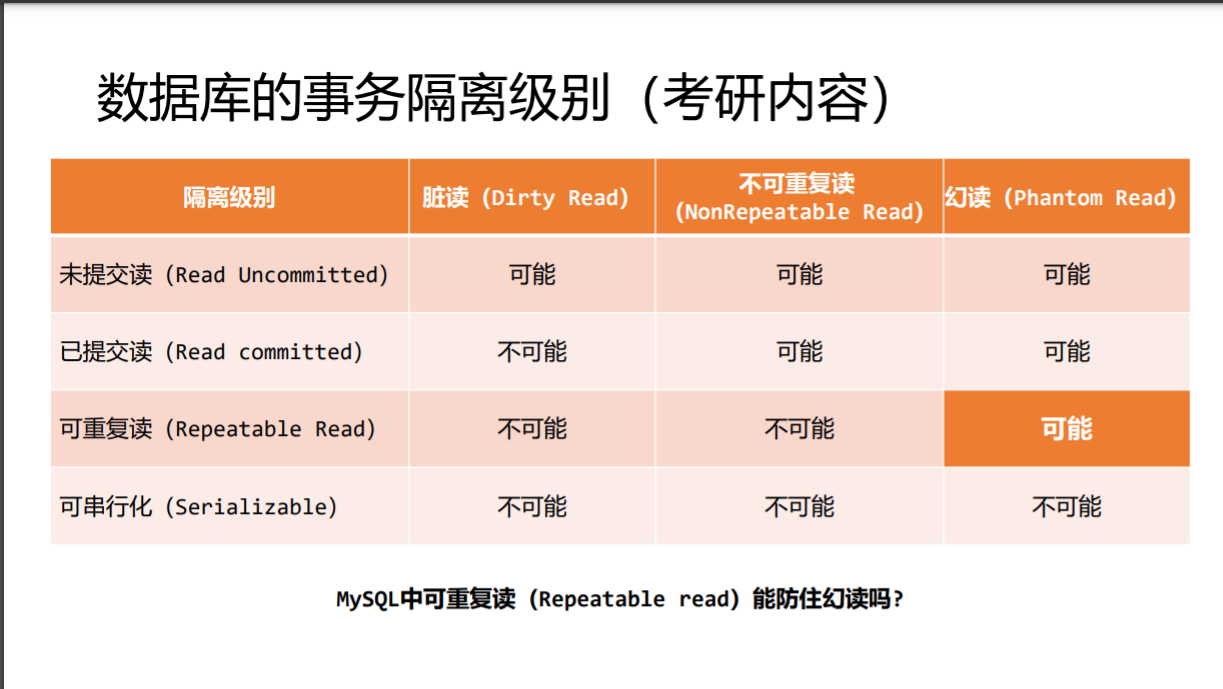 数据库的事务隔离级别（考研内容）
隔离级别 脏读（Dirty Read） 不可重复读 幻读（Phantom Read）
（NonRepeatable Read）
未提交读（Read Uncommitted） 可能 可能 可能
已提交读（Read committed） 不可能 可能 可能
可重复读（Repeatable Read） 不可能 不可能 可能
可串行化（Serializable） 不可能 不可能 不可能
MySQL中可重复读（Repeatable read）能防住幻读吗?